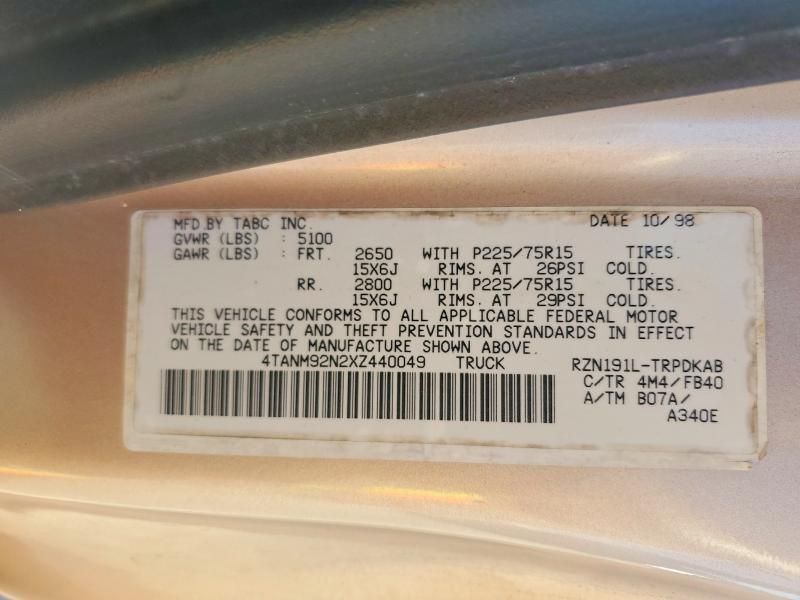 MFD.BY TABC INC. DATE 10/98
GVWR (LBS) : 5100
GAWR (LBS) : FRT. 2650 WITH P225/75R15 TIRES.
15X6J RIMS. AT 26PSI COLD.
RR. 2800 WITH P225/75R15 TIRES.
15X6J RIMS. AT 29PSI COLD.
THIS VEHICLE CONFORMS TO ALL APPLICABLE FEDERAL MOTOR
VEHICLE SAFETY AND THEFT PREVENTION STANDARDS IN EFFECT
ON THE DATE OF MANUFACTURE SHOWN ABOVE.
4TANM92N2XZ440049 TRUCK RZN191L-TRPDKAB
C/TR 4M4/FB40
A/TM B07A/
A340E